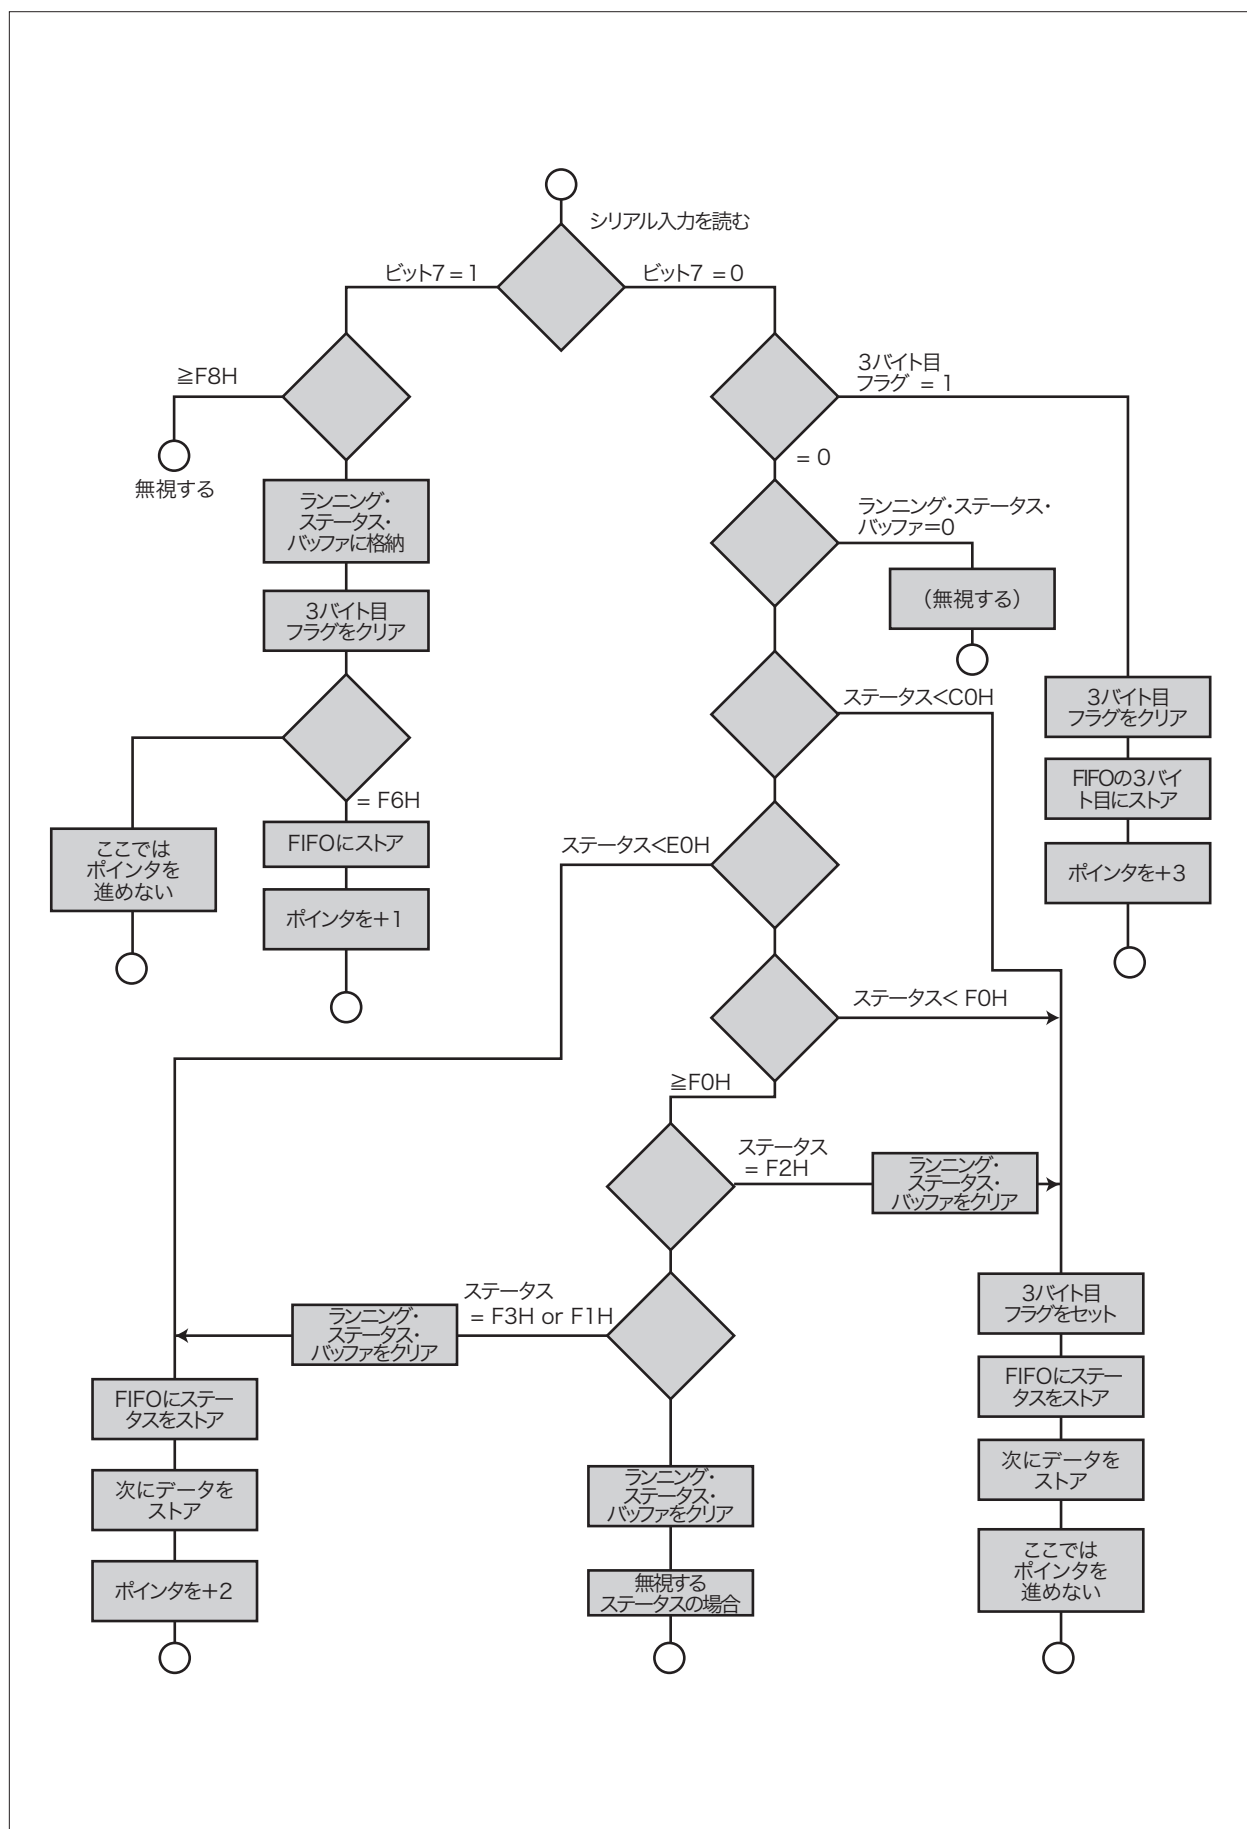 シリアル入力を読む
ビット7 = 1
ビット7 = 0
≧F8H
無視する
ランニング・
ステータス・
バッファに格納
3バイト目
フラグをクリア
= F6H
ここでは
ポインタを
進めない
FIFOにストア
ポインタを+1
3バイト目
フラグ = 1
= 0
ランニング・ステータス・
バッファ=0
（無視する）
ステータス<C0H
3バイト目
フラグをクリア
FIFOの3バイ
ト目にストア
ポインタを+3
ステータス<E0H
ステータス< F0H
≧F0H
ステータス
= F2H
ランニング・
ステータス・
バッファをクリア
ステータス
= F3H or F1H
ランニング・
ステータス・
バッファをクリア
FIFOにステー
タスをストア
次にデータを
ストア
ポインタを+2
ランニング・
ステータス・
バッファをクリア
無視する
ステータスの場合
3バイト目
フラグをセット
FIFOにステー
タスをストア
次にデータを
ストア
ここでは
ポインタを
進めない